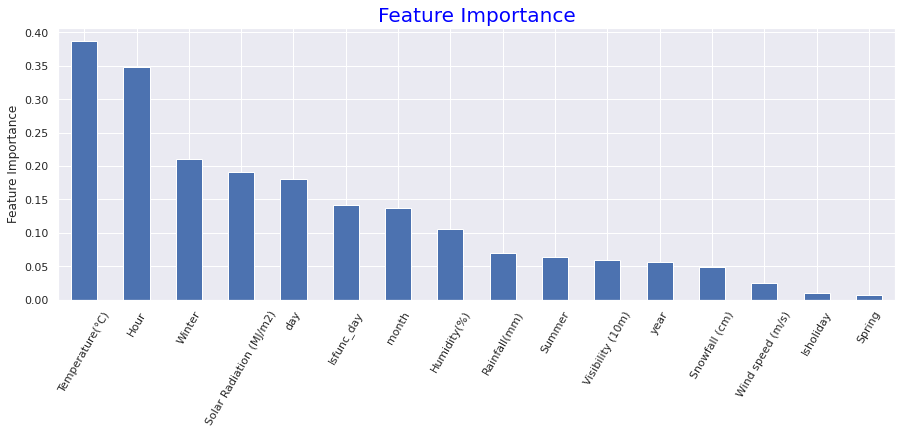 Feature Importance
Feature Importance
0.40
0.35
0.30
0.25
0.20
0.15
0.10
0.05
0.00
Temperature(°C)
Hour
Winter
Solar Radiation (MJ/m2)
day
Isfunc_day
month
Humidity(%)
Rainfall(mm)
Summer
Visibility (10m)
year
Snowfall (cm)
Wind speed (m/s)
Isholiday
Spring